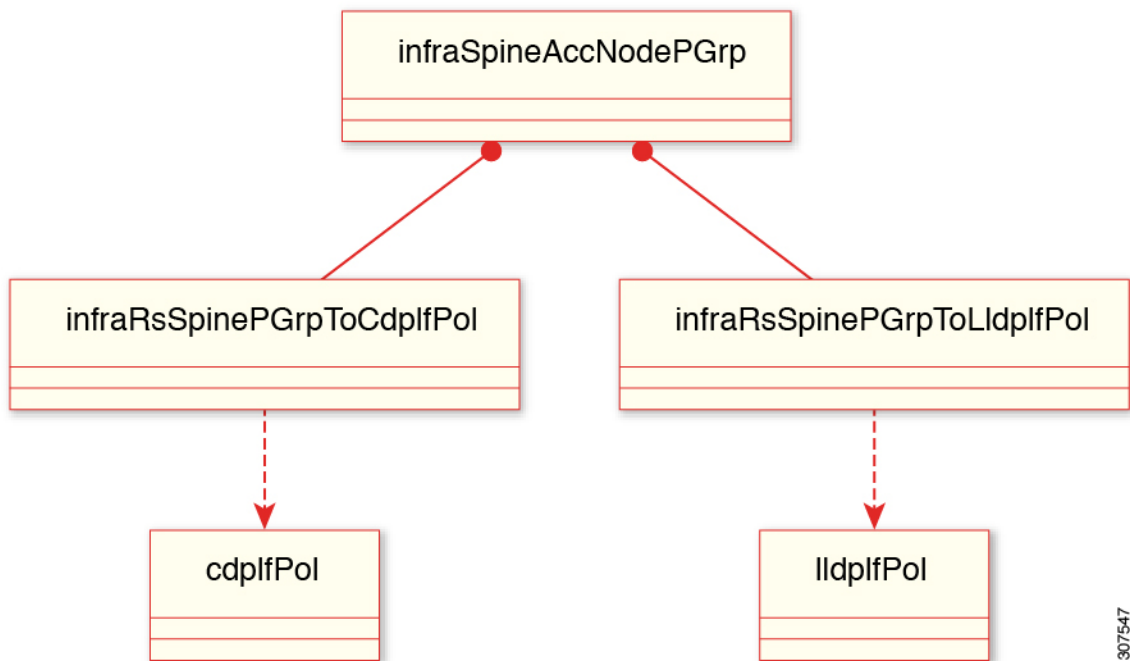 infraSpineAccNodePGrp
infraRsSpinePGrpToCdpIfPol
infraRsSpinePGrpToLldpIfPol
cdpIfPol
lldpIfPol
307547